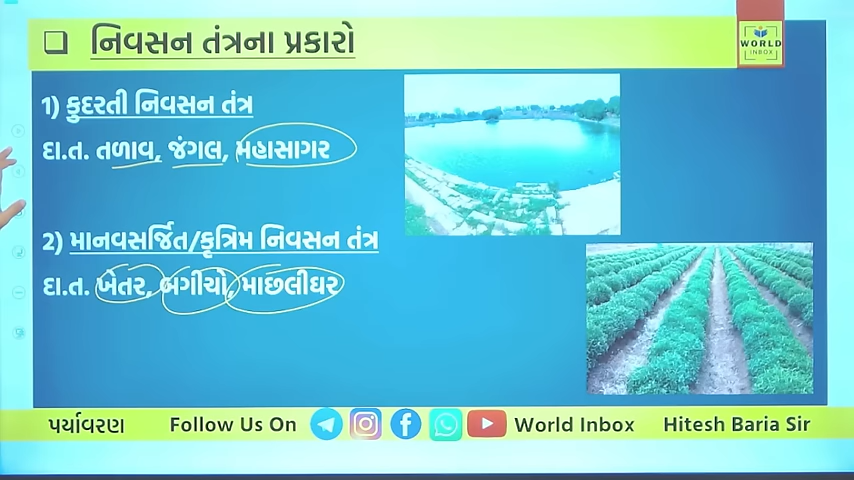 ❑ નિવસન તંત્રના પ્રકારો
WORLD
INBOX
1) કુદરતી નિવસન તંત્ર
દા.ત. તળાવ, જંગલ, મહાસાગર
2) માનવસર્જિત/કૃત્રિમ નિવસન તંત્ર
દા.ત. ખેતર, બગીચો, માછલીઘર
પર્યાવરણ Follow Us On World Inbox Hitesh Baria Sir